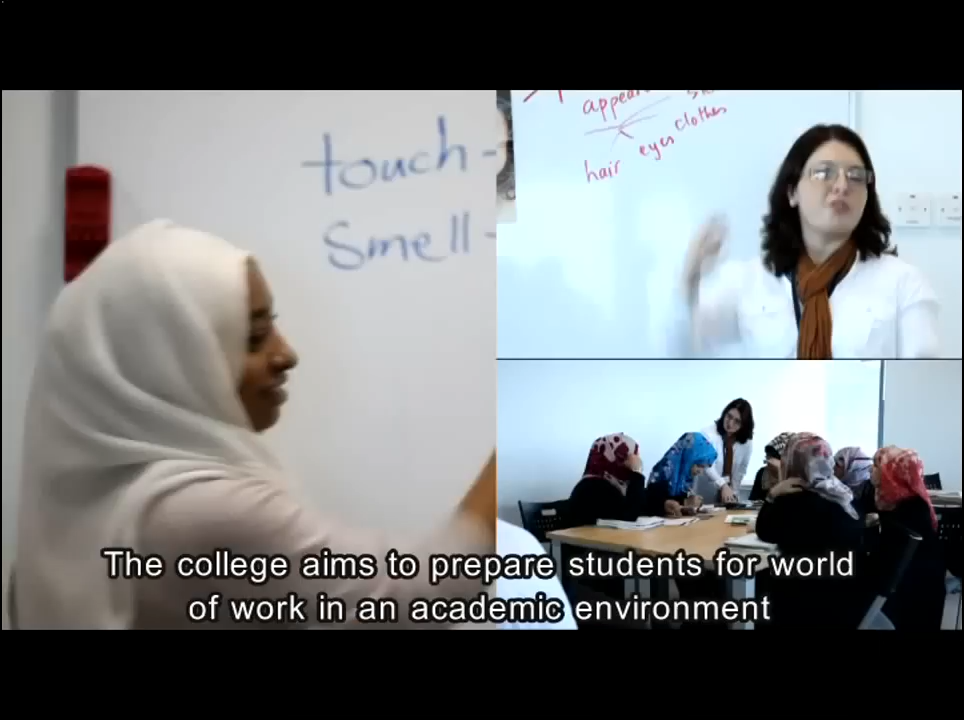 touch-
Smell-
appear
clothes
eyes
hair
The college aims to prepare students for world
of work in an academic environment